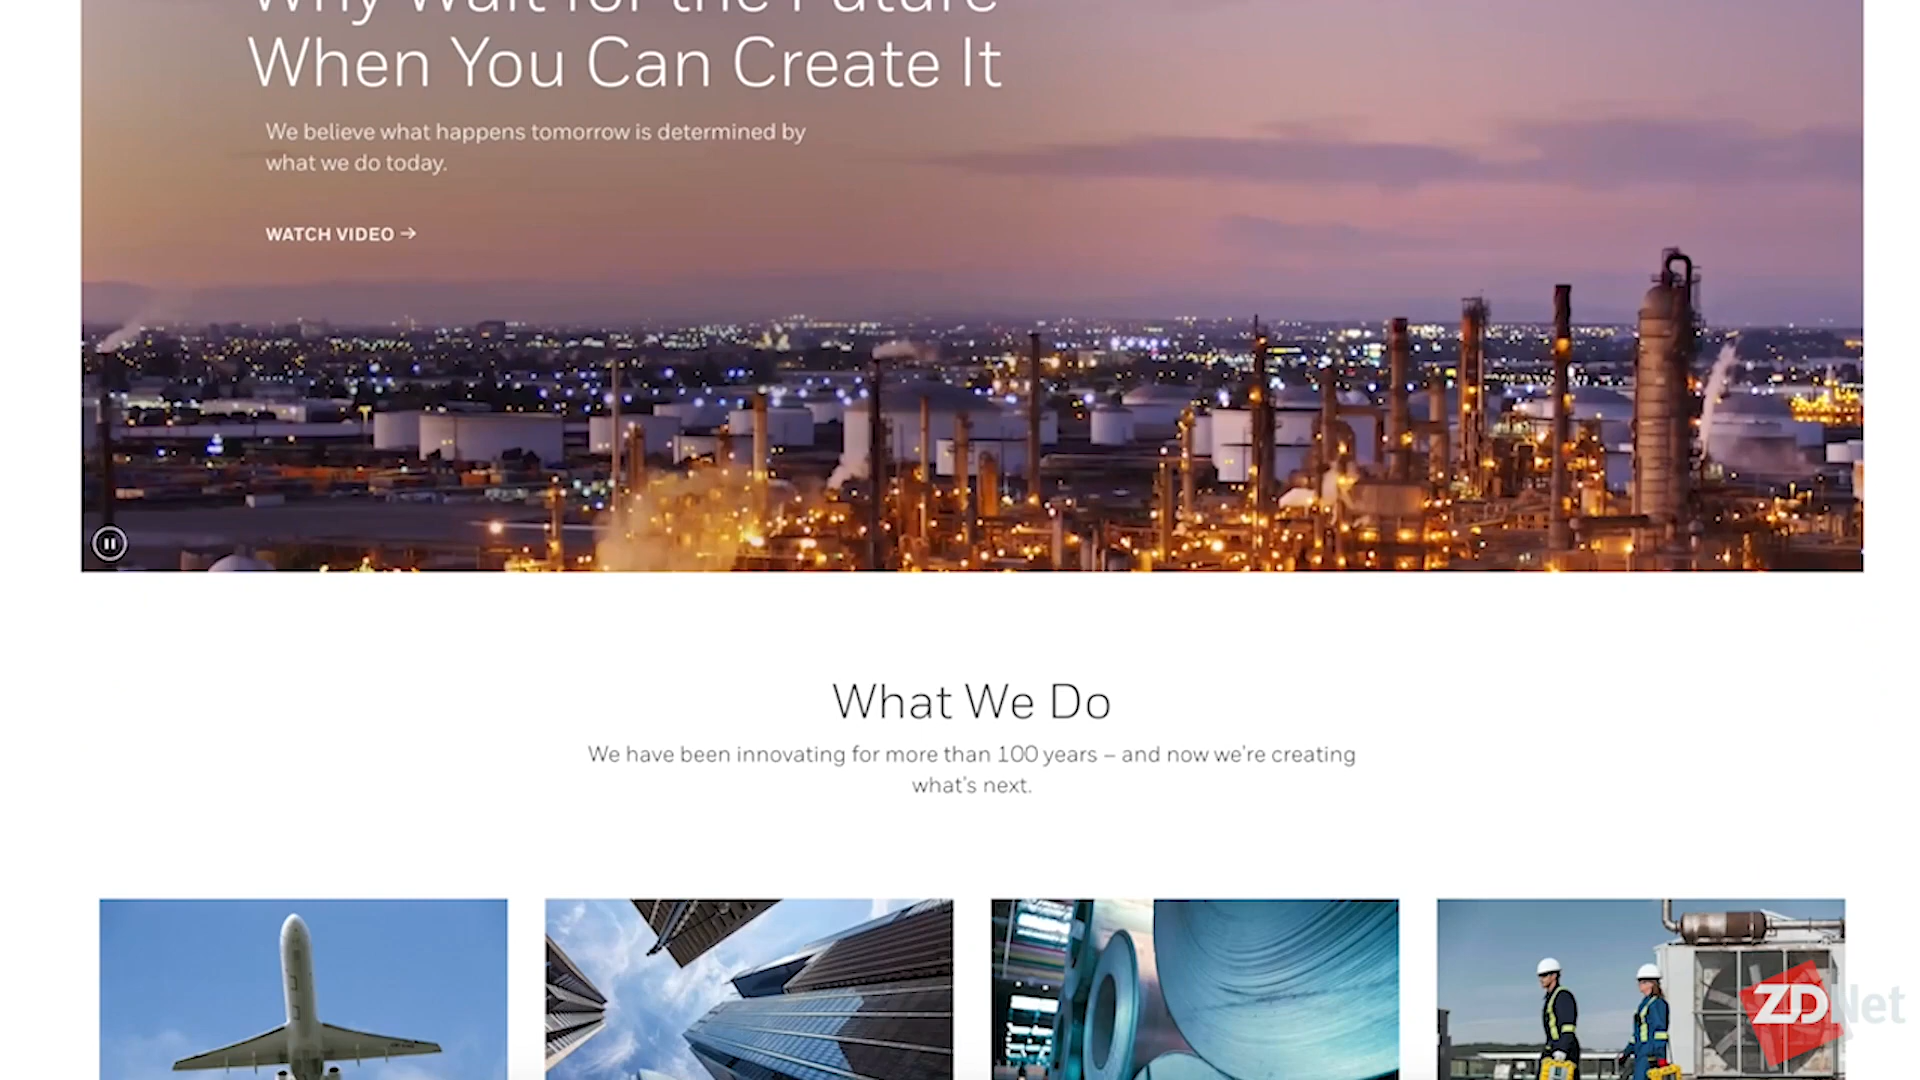 Why Wait for the Future
When You Can Create It
We believe what happens tomorrow is determined by
what we do today.
WATCH VIDEO →
What We Do
We have been innovating for more than 100 years – and now we're creating
what's next.
ZDNet